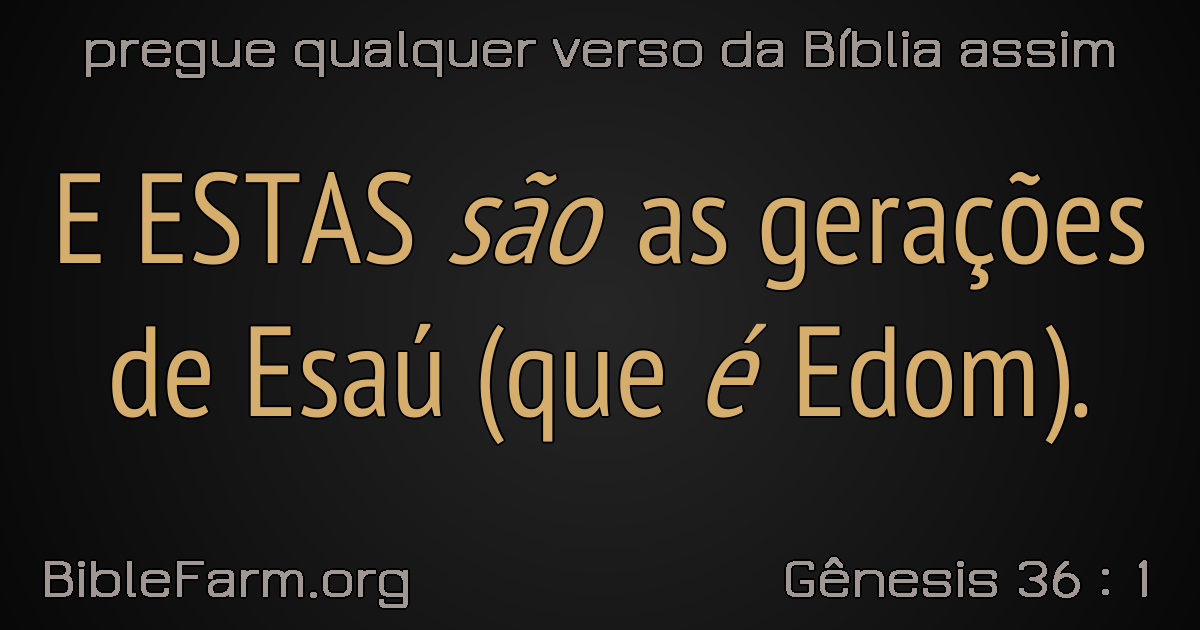 pregue qualquer verso da Bíblia assim
E ESTAS são as gerações
de Esaú (que é Edom).
BibleFarm.org
Gênesis 36 : 1